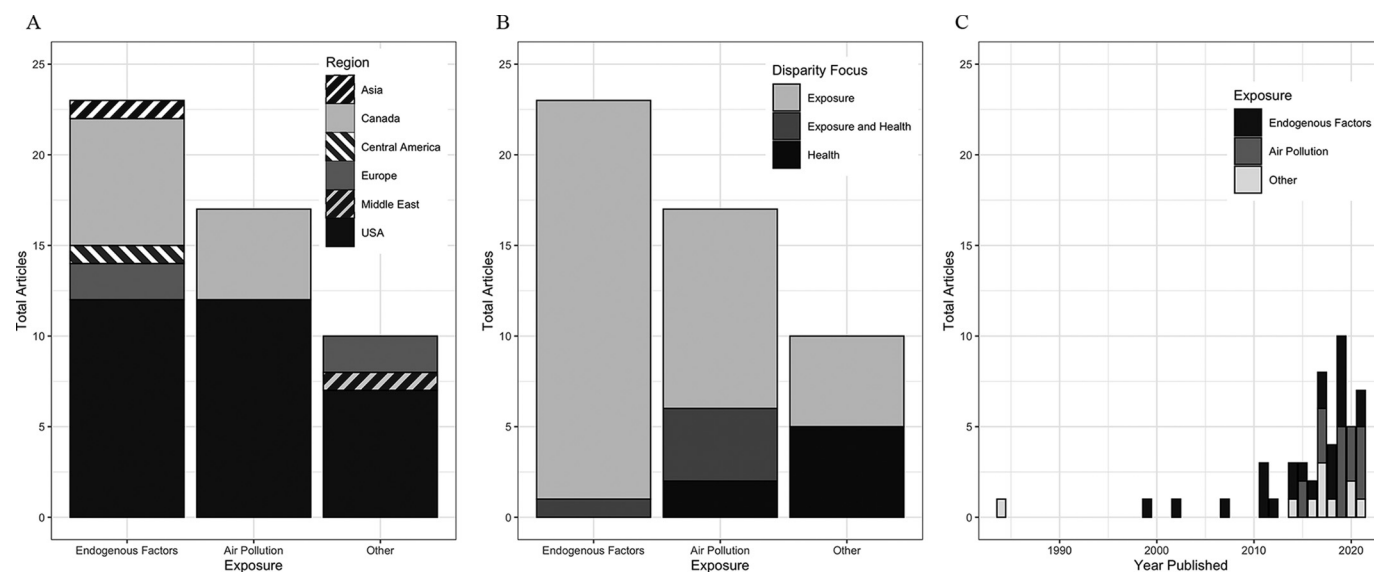 A
Total Articles
25
20
15
10
5
0
Region
Asia
Canada
Central America
Europe
Middle East
USA
Endogenous Factors
Air Pollution
Other
Exposure
B
Total Articles
25
20
15
10
5
0
Disparity Focus
Exposure
Exposure and Health
Health
Endogenous Factors
Air Pollution
Other
Exposure
C
Total Articles
25
20
15
10
5
0
Exposure
Endogenous Factors
Air Pollution
Other
1990
2000
2010
2020
Year Published